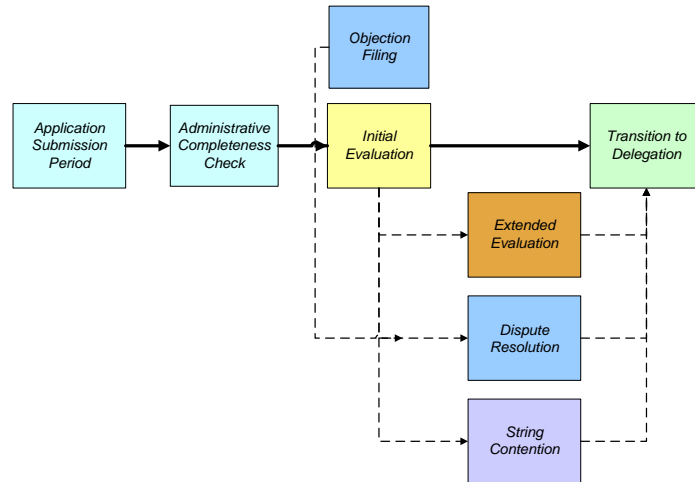 Objection
Filing
Application
Submission
Period
Administrative
Completeness
Check
Initial
Evaluation
Transition to
Delegation
Extended
Evaluation
Dispute
Resolution
String
Contention